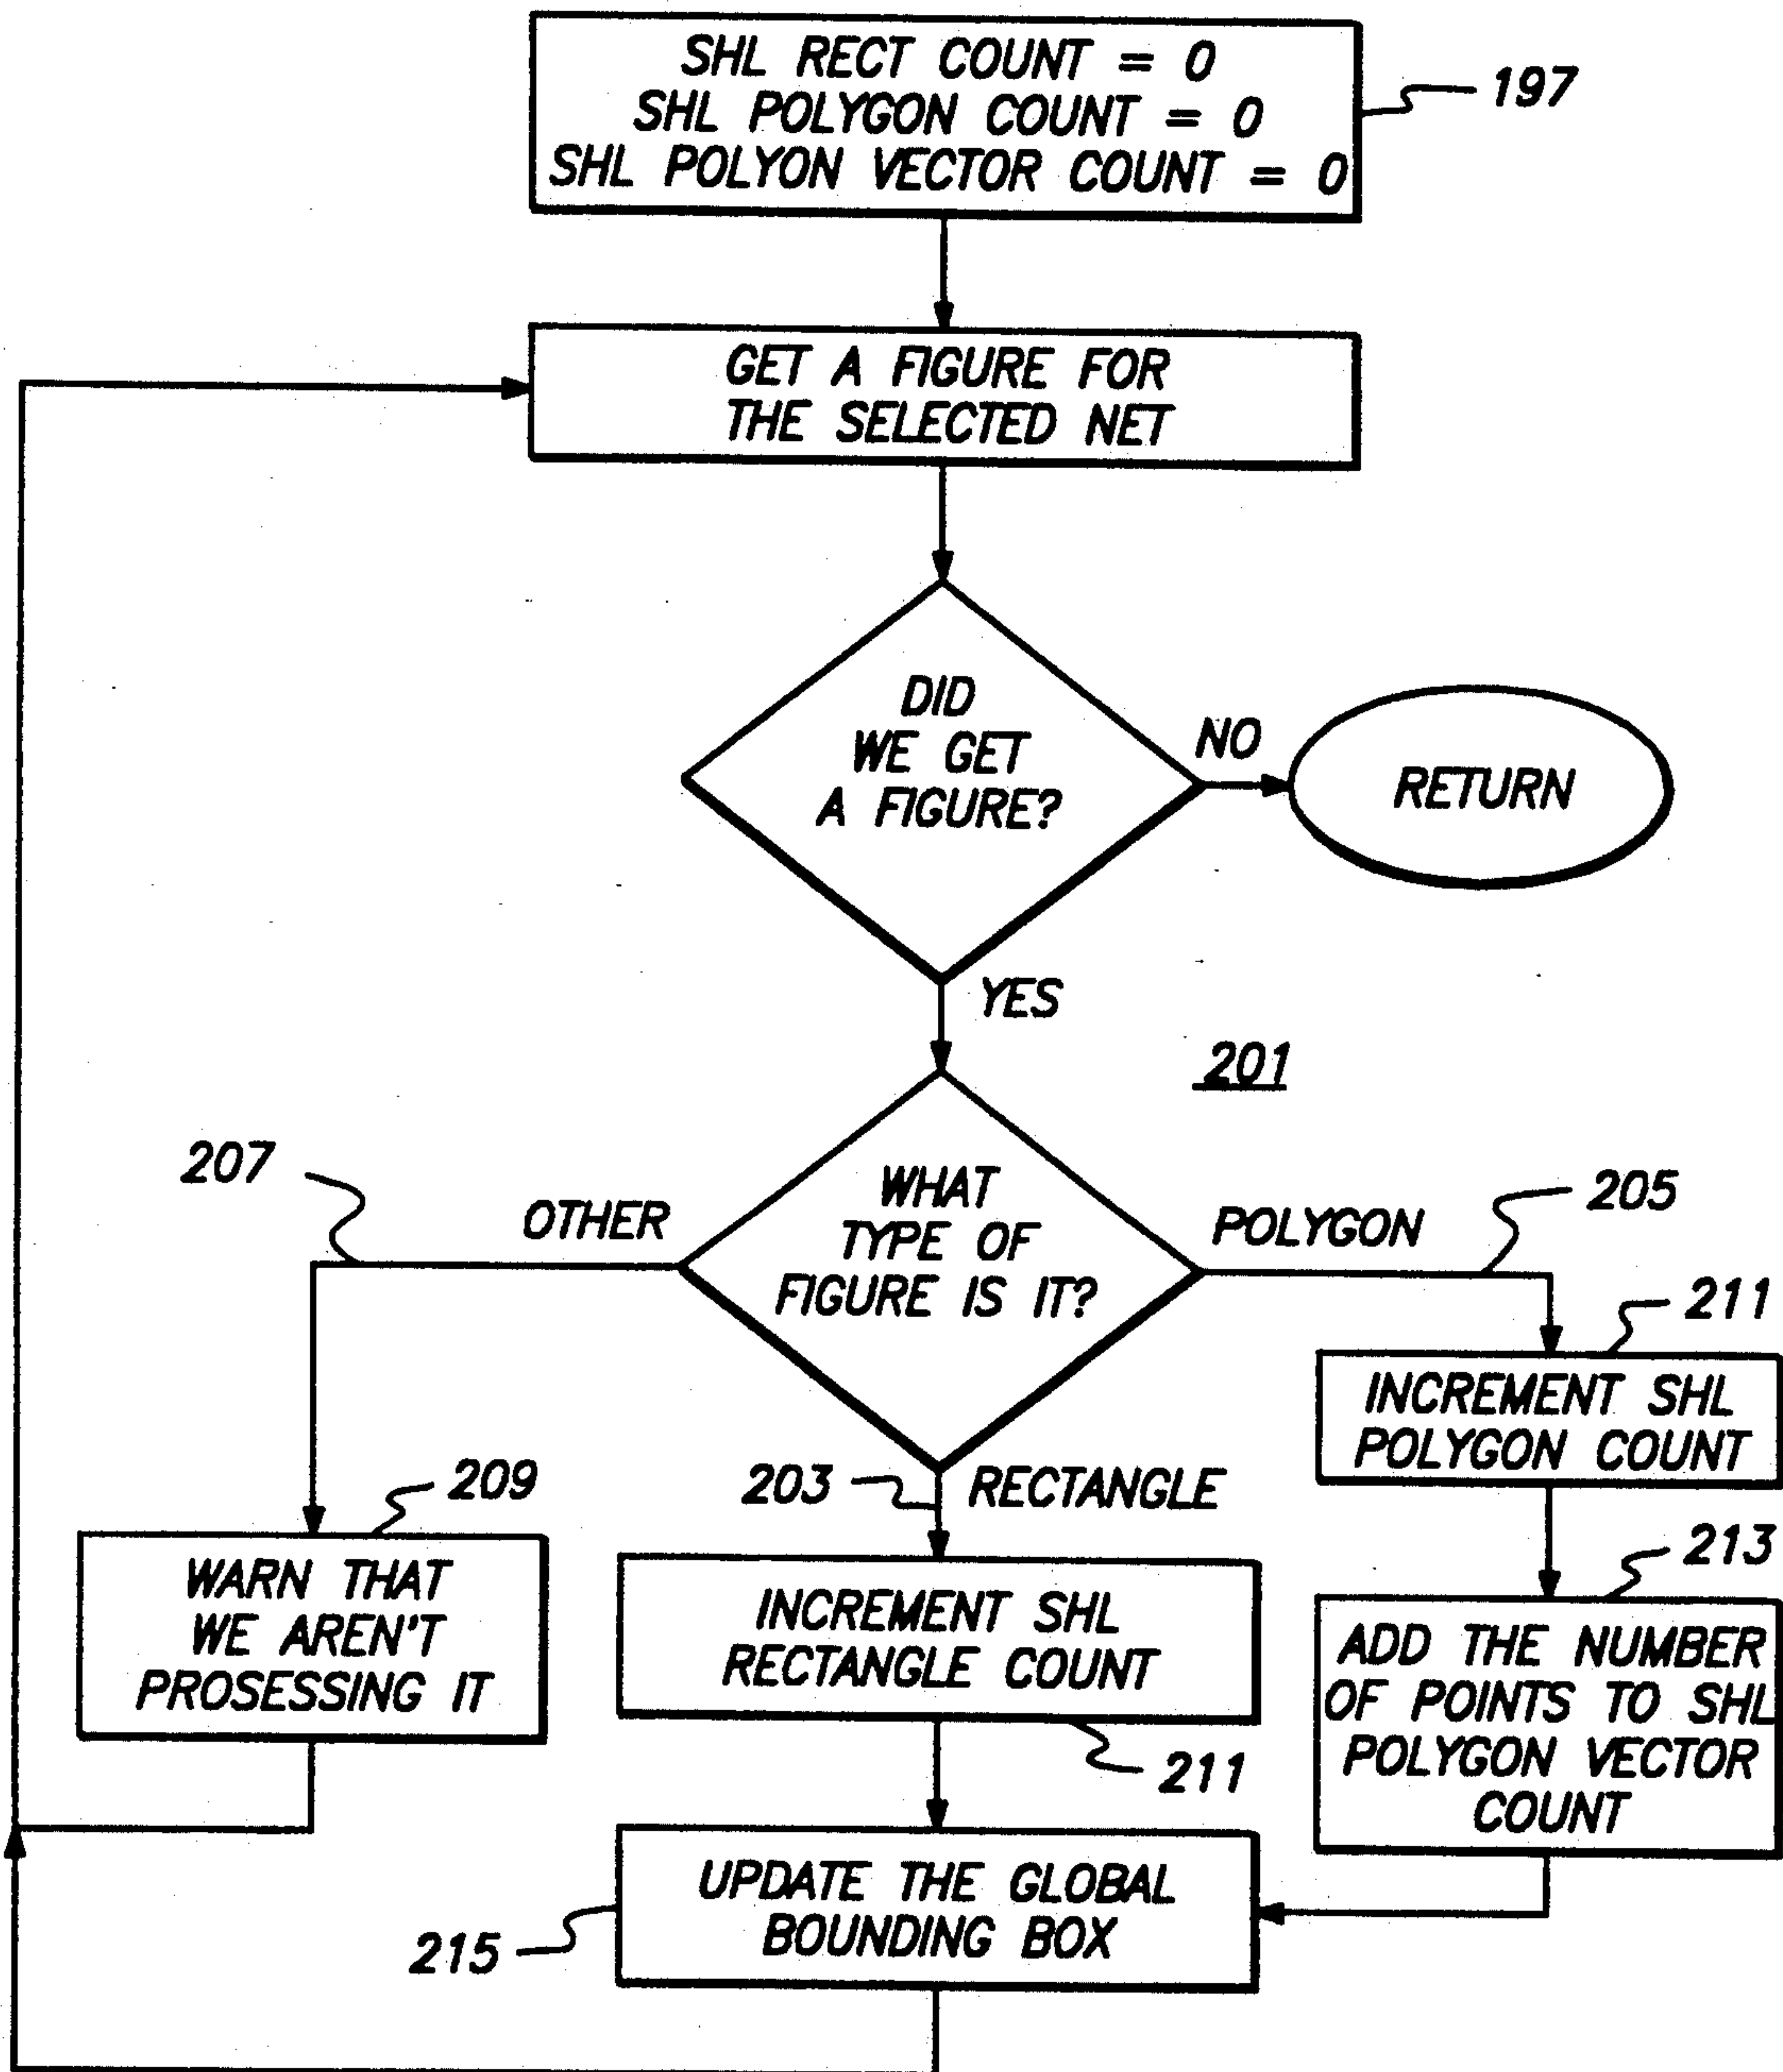 SHL RECT COUNT = 0
SHL POLYGON COUNT = 0
SHL POLYON VECTOR COUNT = 0
197
GET A FIGURE FOR
THE SELECTED NET
DID
WE GET
A FIGURE?
NO
RETURN
YES
201
207
OTHER
WHAT
TYPE OF
FIGURE IS IT?
POLYGON
205
211
INCREMENT SHL
POLYGON COUNT
209
203
RECTANGLE
WARN THAT
WE AREN'T
PROSESSING IT
INCREMENT SHL
RECTANGLE COUNT
211
213
ADD THE NUMBER
OF POINTS TO SHL
POLYGON VECTOR
COUNT
UPDATE THE GLOBAL
BOUNDING BOX
215